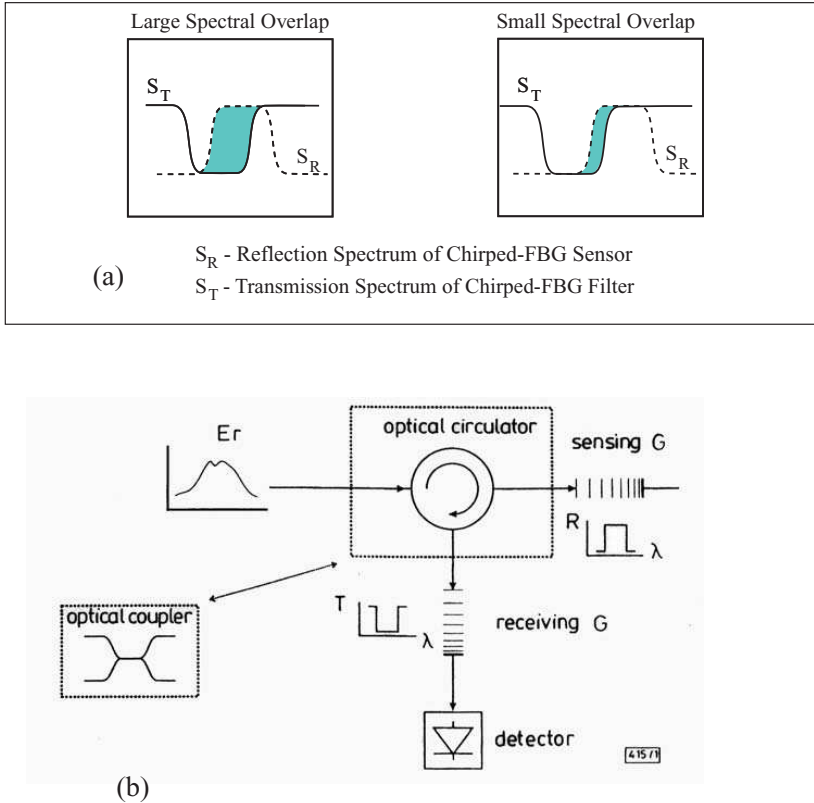 Large Spectral Overlap
Small Spectral Overlap
S_T
S_R
S_T
S_R
S_R - Reflection Spectrum of Chirped-FBG Sensor
(a)
S_T - Transmission Spectrum of Chirped-FBG Filter
Er
optical circulator
sensing G
R
λ
optical coupler
T
λ
receiving G
detector
415/1
(b)